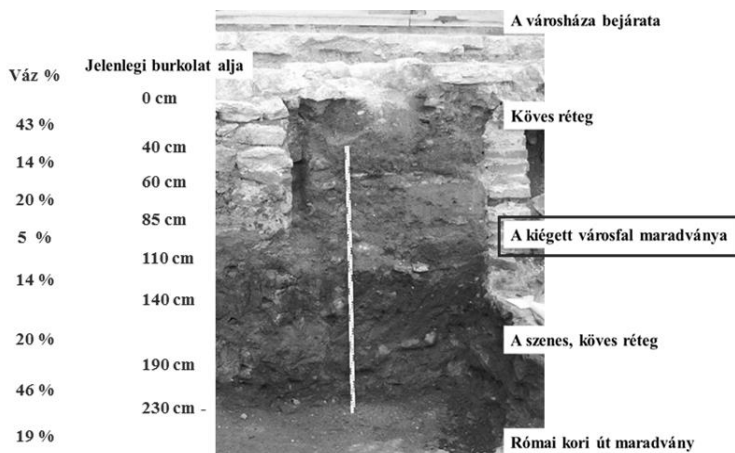 A városháza bejárata
Jelenlegi burkolat alja
Váz %
0 cm
Köves réteg
43 %
40 cm
14 %
60 cm
20 %
85 cm
A kiégett városfal maradványa
5 %
110 cm
14 %
140 cm
20 %
A szenes, köves réteg
190 cm
46 %
230 cm -
19 %
Római kori út maradvány